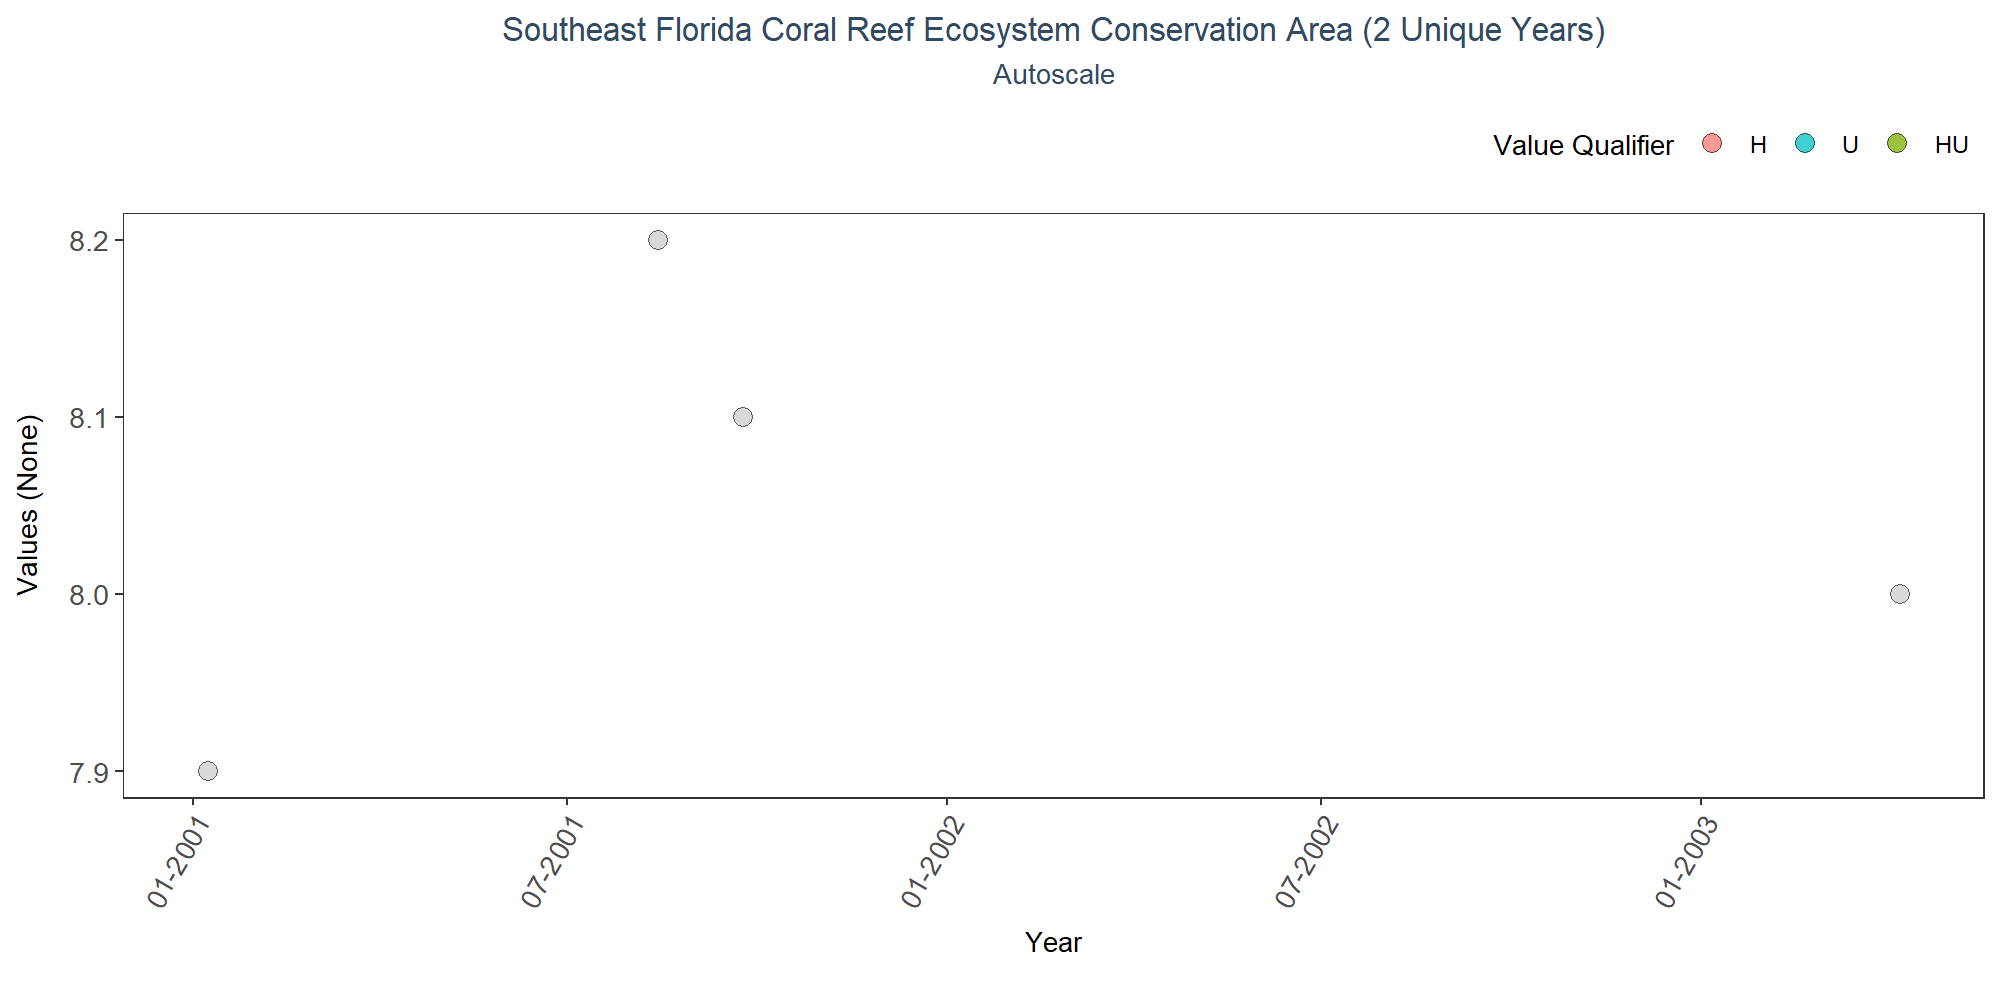 Southeast Florida Coral Reef Ecosystem Conservation Area (2 Unique Years)
Autoscale
Value Qualifier H U HU
8.2
8.1
8.0
7.9
Values (None)
01-2001 07-2001 01-2002 07-2002 01-2003
Year